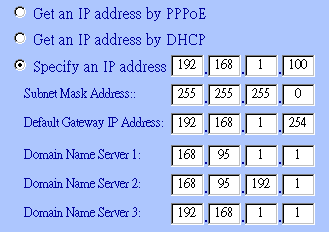 Get an IP address by PPPoE
Get an IP address by DHCP
Specify an IP address 192.168.1.100
Subnet Mask Address:: 255.255.255.0
Default Gateway IP Address: 192.168.1.254
Domain Name Server 1: 168.95.1.1
Domain Name Server 2: 168.95.192.1
Domain Name Server 3: 192.168.1.1